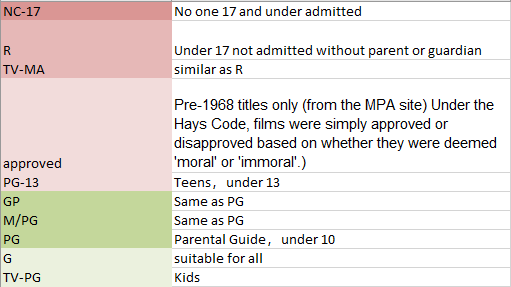 NC-17 No one 17 and under admitted
R Under 17 not admitted without parent or guardian
TV-MA similar as R
Pre-1968 titles only (from the MPA site) Under the
Hays Code, films were simply approved or
disapproved based on whether they were deemed
approved 'moral' or 'immoral'.)
PG-13 Teens，under 13
GP Same as PG
M/PG Same as PG
PG Parental Guide，under 10
G suitable for all
TV-PG Kids